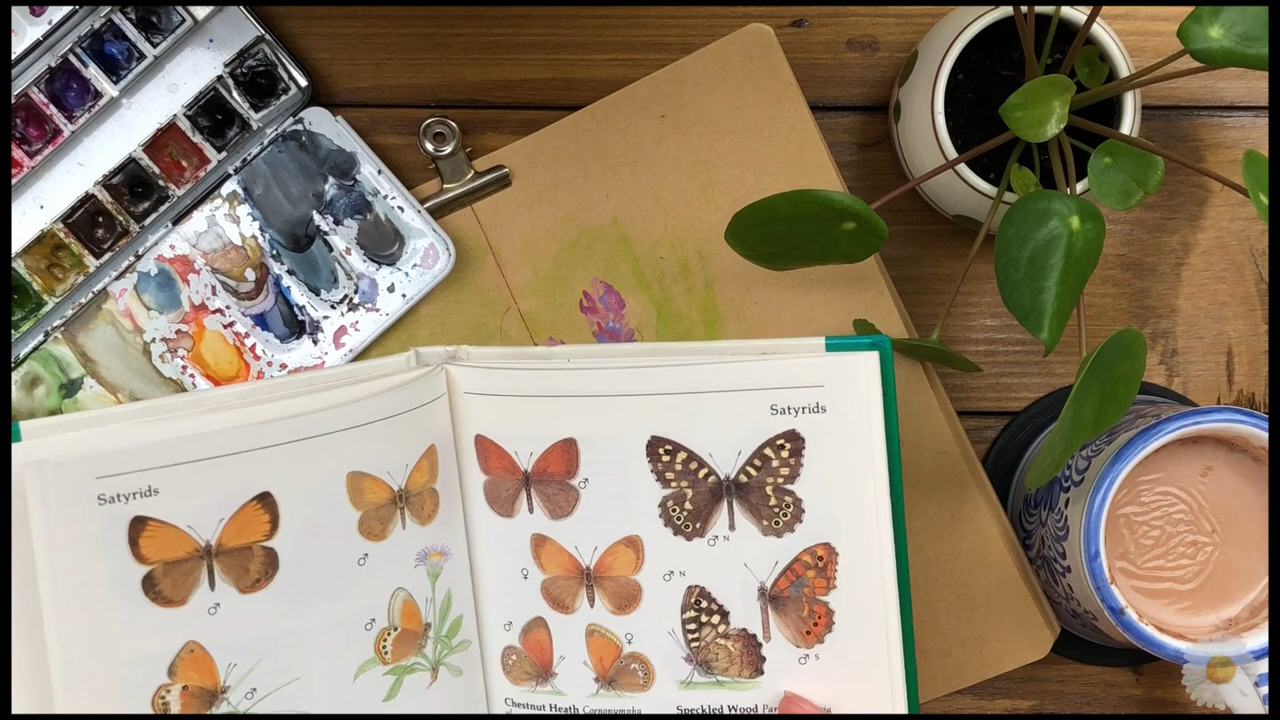 Satyrids
♂
♂
♂
♂
Satyrids
♂
♂ N
♀
♂ N
♂
♀
♂ S
Chestnut Heath Coenonympha
Speckled Wood